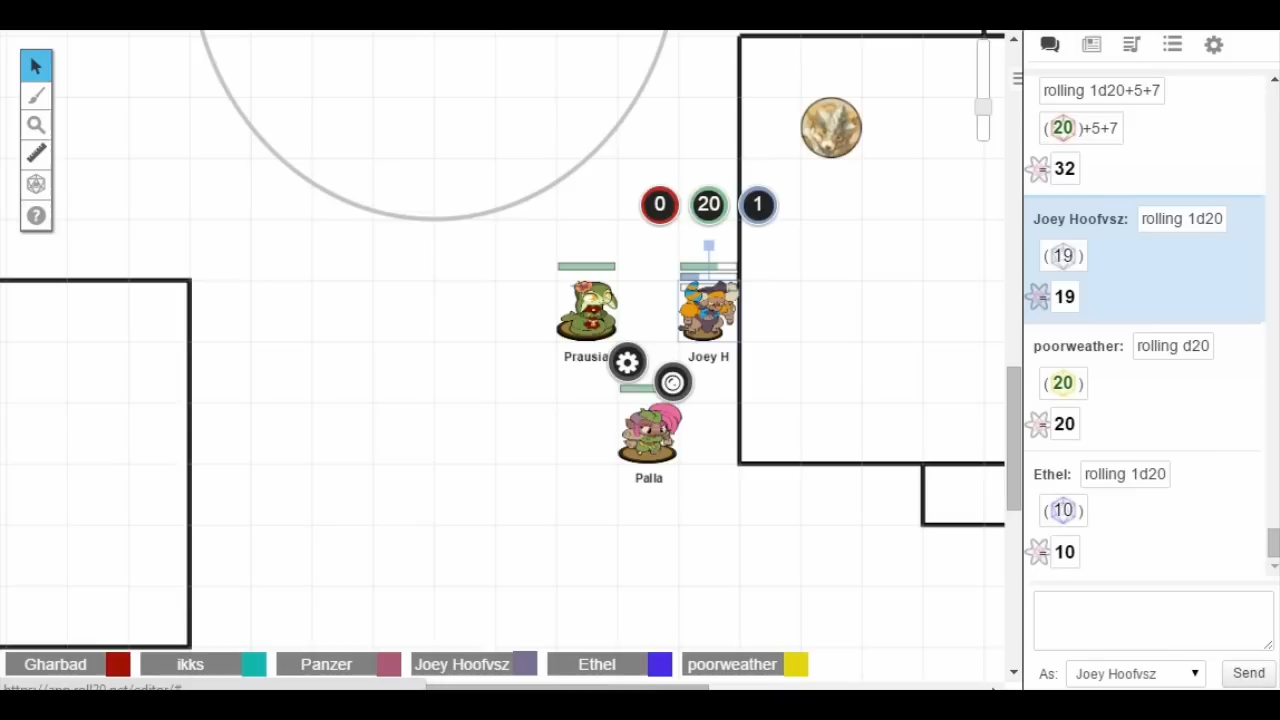 rolling 1d20+5+7
(20)+5+7
= 32
Joey Hoofvsz: rolling 1d20
(19)
= 19
poorweather: rolling d20
(20)
= 20
Ethel: rolling 1d20
(10)
= 10
0 20 1
Prausia
Joey H
Palla
Gharbad ikks Panzer Joey Hoofvsz Ethel poorweather
As: Joey Hoofvsz Send